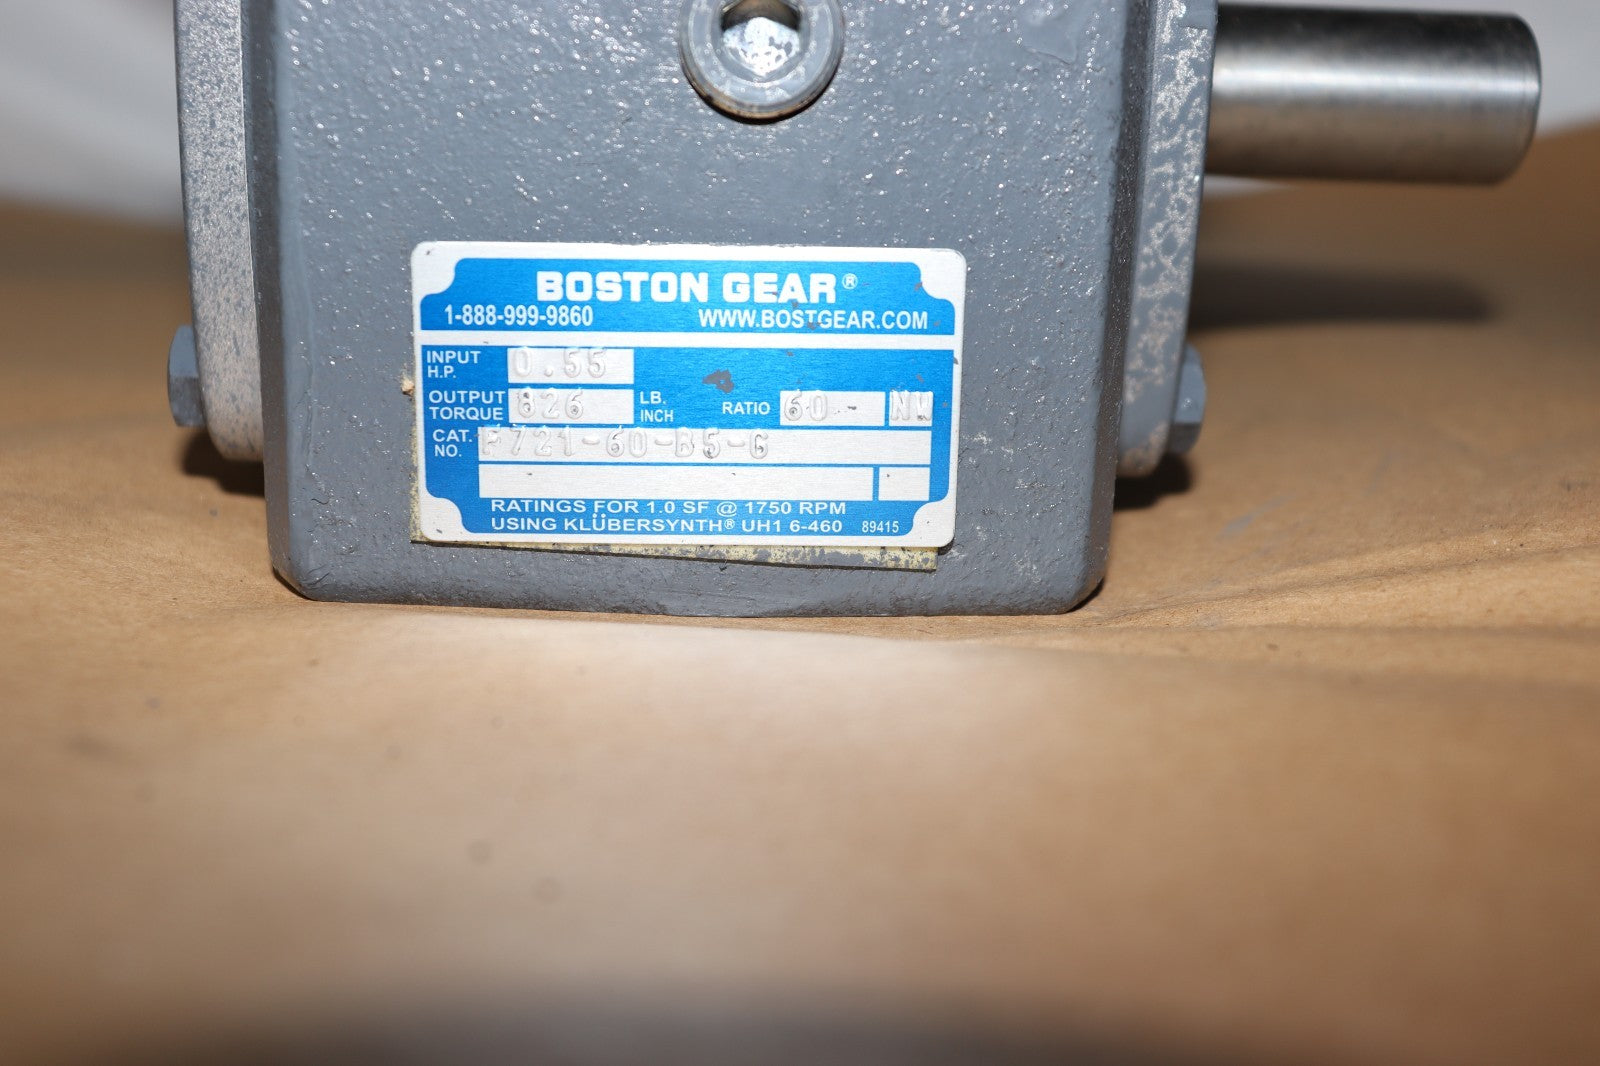 BOSTON GEAR®
1-888-999-9860 WWW.BOSTGEAR.COM
INPUT H.P. 0.55
OUTPUT TORQUE 826 LB. INCH RATIO 60 - NW
CAT. NO. F721-60-B5-G
RATINGS FOR 1.0 SF @ 1750 RPM
USING KLÜBERSYNTH® UH1 6-460 89415